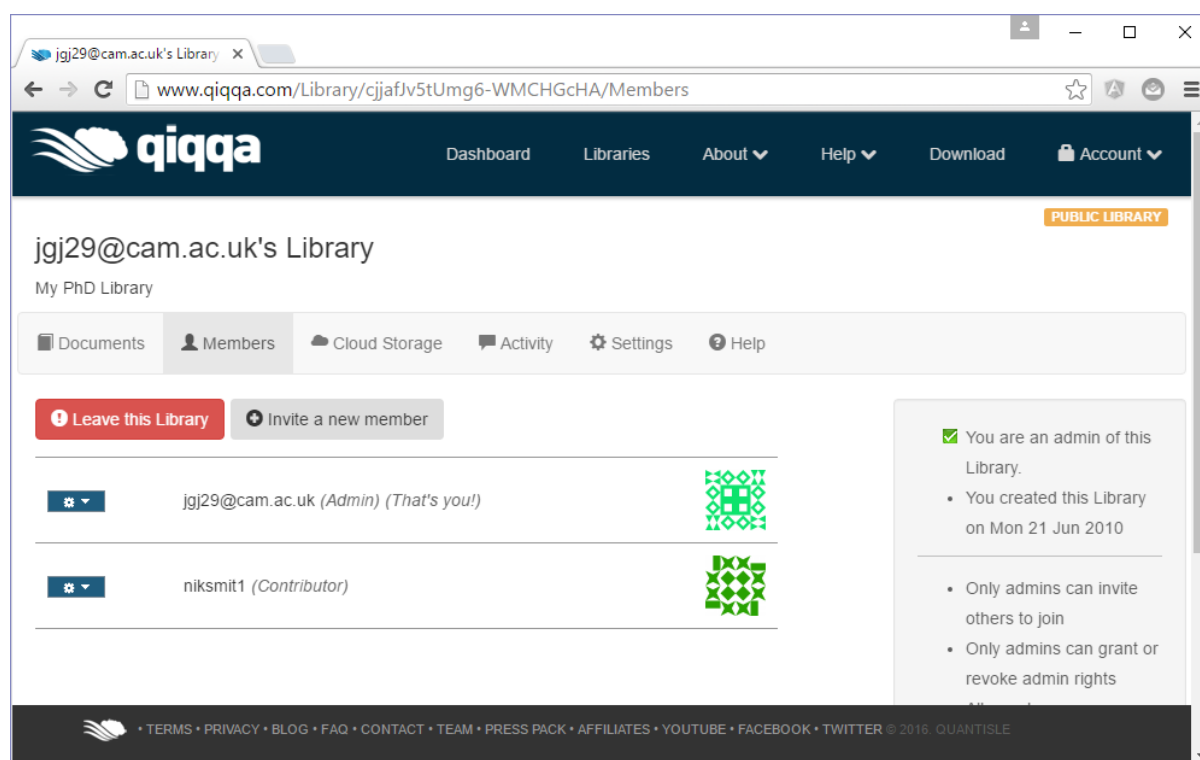 jgj29@cam.ac.uk's Library
www.qiqqa.com/Library/cjjafJv5tUmg6-WMCHGcHA/Members
qiqqa Dashboard Libraries About Help Download Account
PUBLIC LIBRARY
jgj29@cam.ac.uk's Library
My PhD Library
Documents Members Cloud Storage Activity Settings Help
Leave this Library Invite a new member
jgj29@cam.ac.uk (Admin) (That's you!)
niksmit1 (Contributor)
You are an admin of this
Library.
• You created this Library
on Mon 21 Jun 2010
• Only admins can invite
others to join
• Only admins can grant or
revoke admin rights
• TERMS • PRIVACY • BLOG • FAQ • CONTACT • TEAM • PRESS PACK • AFFILIATES • YOUTUBE • FACEBOOK • TWITTER © 2016. QUANTISLE